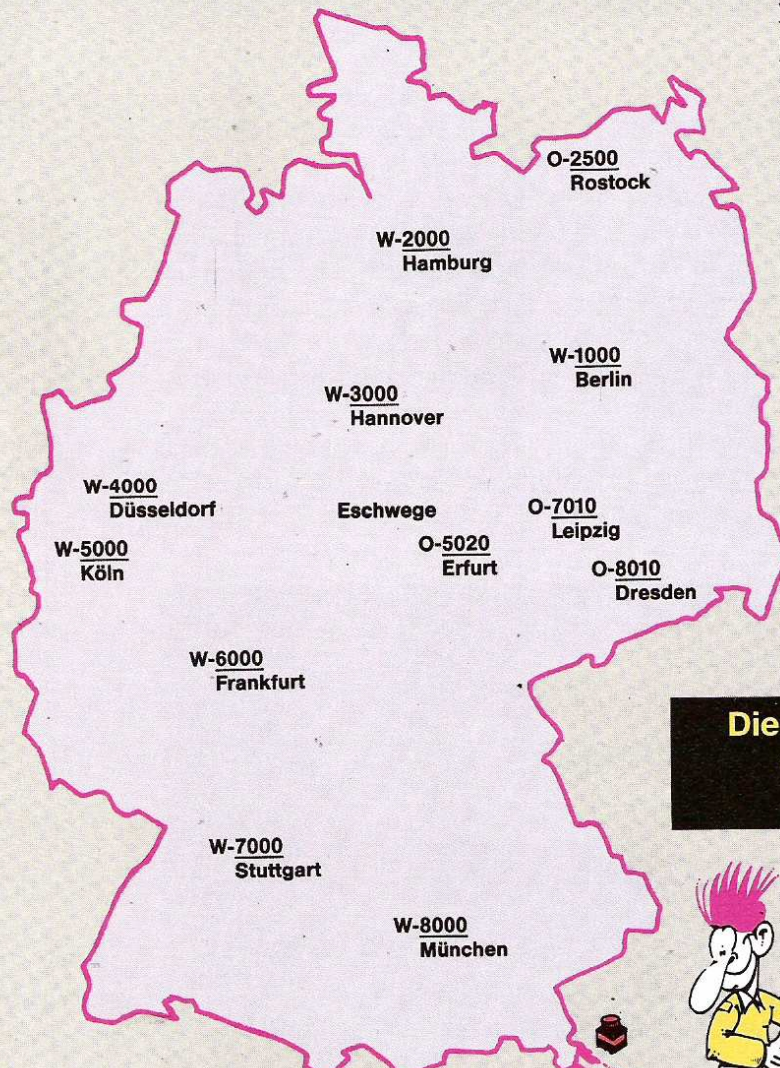 O-2500
Rostock
W-2000
Hamburg
W-1000
Berlin
W-3000
Hannover
W-4000
Düsseldorf
Eschwege
O-7010
Leipzig
W-5000
Köln
O-5020
Erfurt
O-8010
Dresden
W-6000
Frankfurt
Die
W-7000
Stuttgart
W-8000
München